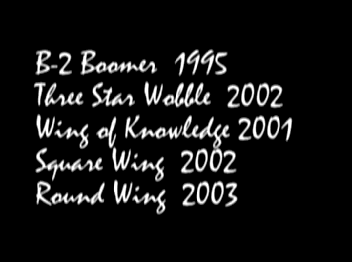 B-2 Boomer 1995
Three Star Wobble 2002
Wing of Knowledge 2001
Square Wing 2002
Round Wing 2003